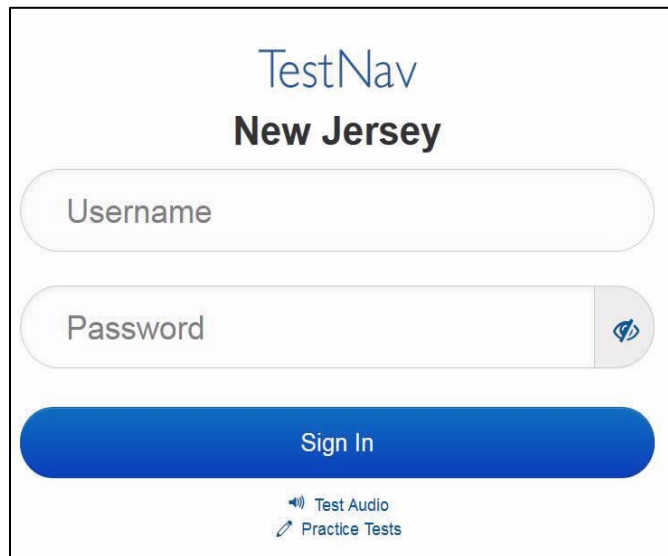 TestNav
New Jersey
Username
Password
Sign In
Test Audio
Practice Tests